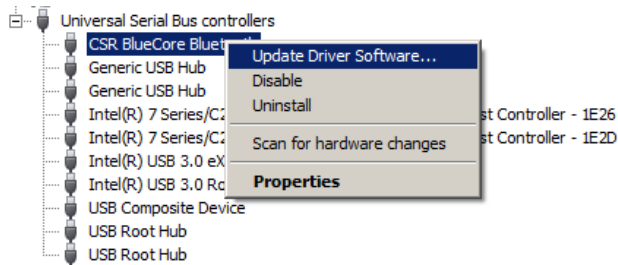 Universal Serial Bus controllers
CSR BlueCore
Update Driver Software...
Generic USB Hub
Disable
Generic USB Hub
Uninstall
Intel(R) 7 Series/C2 st Controller - 1E26
Intel(R) 7 Series/C2 st Controller - 1E2D
Scan for hardware changes
Intel(R) USB 3.0 eX
Intel(R) USB 3.0 Ro
Properties
USB Composite Device
USB Root Hub
USB Root Hub